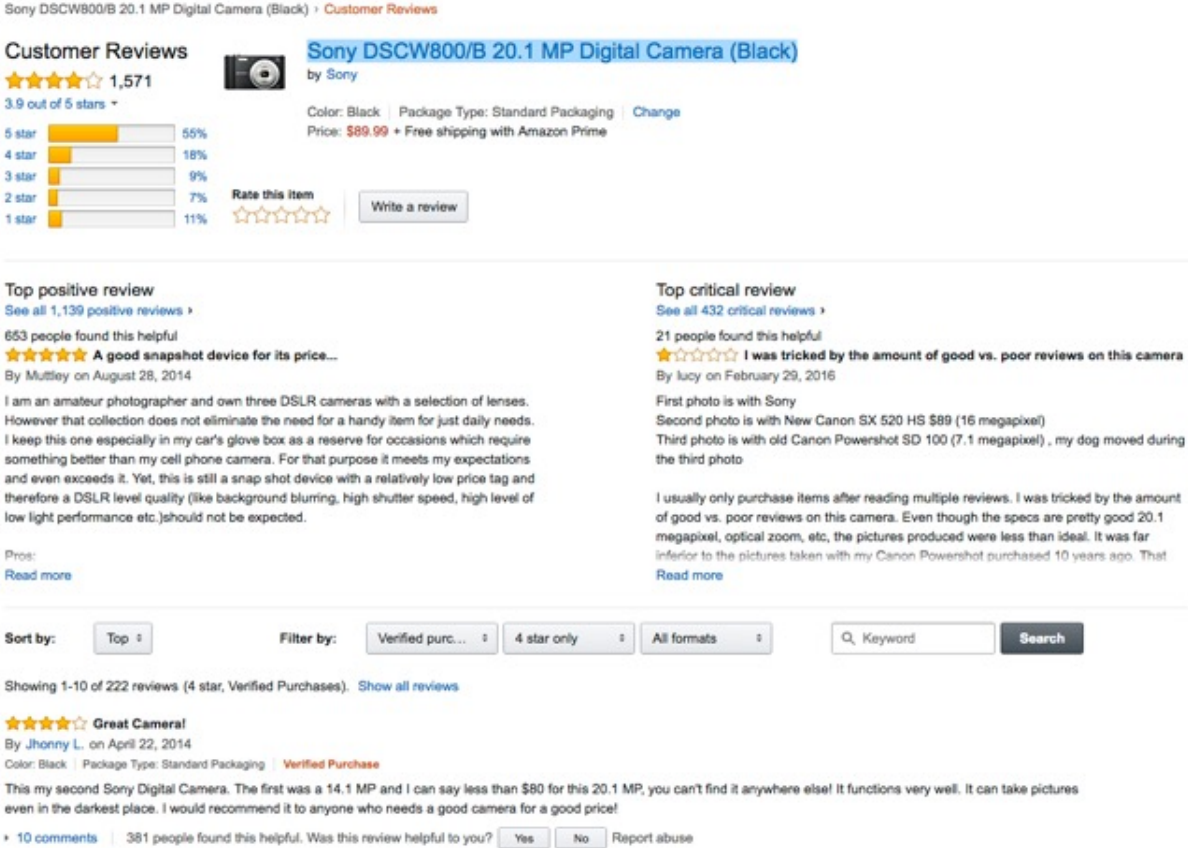 Sony DSCW800/B 20.1 MP Digital Camera (Black) › Customer Reviews
Customer Reviews
1,571
3.9 out of 5 stars
5 star 55%
4 star 18%
3 star 9%
2 star 7%
1 star 11%
Sony DSCW800/B 20.1 MP Digital Camera (Black)
by Sony
Color: Black | Package Type: Standard Packaging | Change
Price: $89.99 + Free shipping with Amazon Prime
Rate this item
Write a review
Top positive review
See all 1,139 positive reviews ›
653 people found this helpful
A good snapshot device for its price...
By Muttley on August 28, 2014
I am an amateur photographer and own three DSLR cameras with a selection of lenses.
However that collection does not eliminate the need for a handy item for just daily needs.
I keep this one especially in my car's glove box as a reserve for occasions which require
something better than my cell phone camera. For that purpose it meets my expectations
and even exceeds it. Yet, this is still a snap shot device with a relatively low price tag and
therefore a DSLR level quality (like background blurring, high shutter speed, high level of
low light performance etc.)should not be expected.
Pros:
Read more
Top critical review
See all 432 critical reviews ›
21 people found this helpful
I was tricked by the amount of good vs. poor reviews on this camera
By lucy on February 29, 2016
First photo is with Sony
Second photo is with New Canon SX 520 HS $89 (16 megapixel)
Third photo is with old Canon Powershot SD 100 (7.1 megapixel) , my dog moved during
the third photo
I usually only purchase items after reading multiple reviews. I was tricked by the amount
of good vs. poor reviews on this camera. Even though the specs are pretty good 20.1
megapixel, optical zoom, etc, the pictures produced were less than ideal. It was far
inferior to the pictures taken with my Canon Powershot purchased 10 years ago. That
Read more
Sort by: Top Filter by: Verified purc... 4 star only All formats Keyword Search
Showing 1-10 of 222 reviews (4 star, Verified Purchases). Show all reviews
Great Camera!
By Jhonny L. on April 22, 2014
Color: Black | Package Type: Standard Packaging | Verified Purchase
This my second Sony Digital Camera. The first was a 14.1 MP and I can say less than $80 for this 20.1 MP, you can't find it anywhere else! It functions very well. It can take pictures
even in the darkest place. I would recommend it to anyone who needs a good camera for a good price!
10 comments | 381 people found this helpful. Was this review helpful to you? Yes No Report abuse